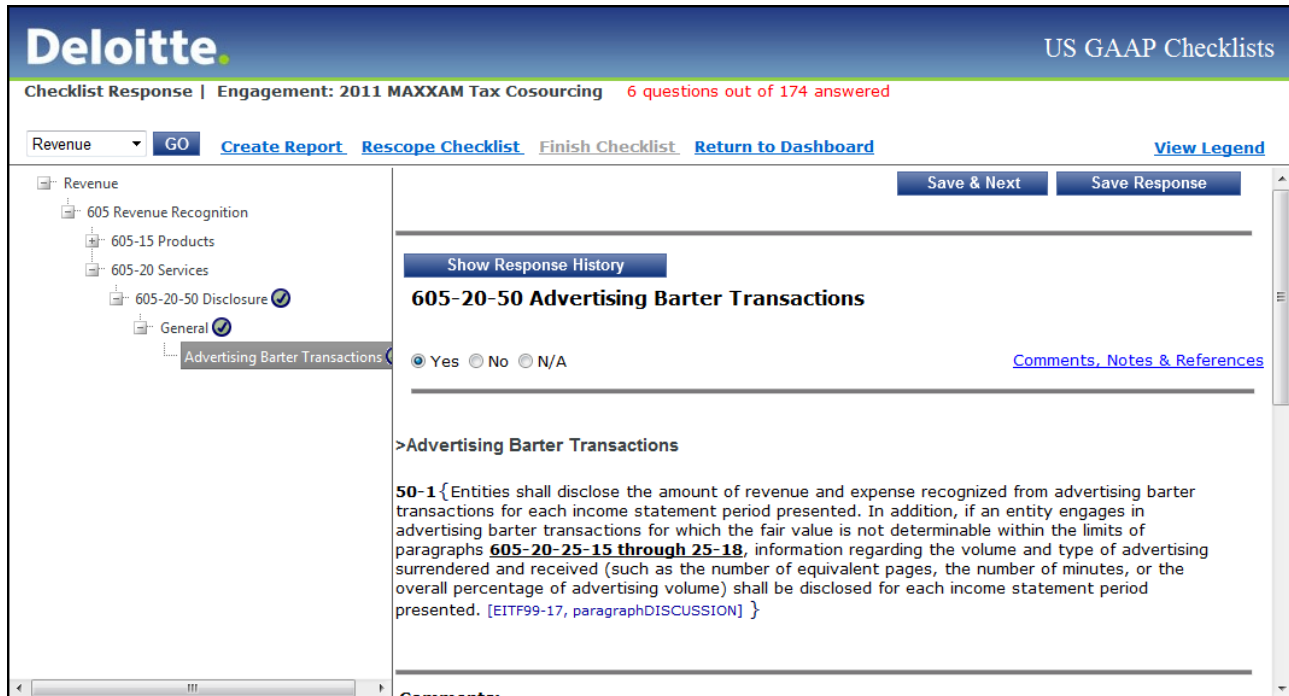 Deloitte.
US GAAP Checklists
Checklist Response | Engagement: 2011 MAXXAM Tax Cosourcing 6 questions out of 174 answered
Revenue GO Create Report Rescope Checklist Finish Checklist Return to Dashboard View Legend
Revenue
605 Revenue Recognition
605-15 Products
605-20 Services
605-20-50 Disclosure
General
Advertising Barter Transactions
Save & Next Save Response
Show Response History
605-20-50 Advertising Barter Transactions
Yes No N/A Comments, Notes & References
>Advertising Barter Transactions
50-1{Entities shall disclose the amount of revenue and expense recognized from advertising barter
transactions for each income statement period presented. In addition, if an entity engages in
advertising barter transactions for which the fair value is not determinable within the limits of
paragraphs 605-20-25-15 through 25-18, information regarding the volume and type of advertising
surrendered and received (such as the number of equivalent pages, the number of minutes, or the
overall percentage of advertising volume) shall be disclosed for each income statement period
presented. [EITF99-17, paragraphDISCUSSION] }
Comments: